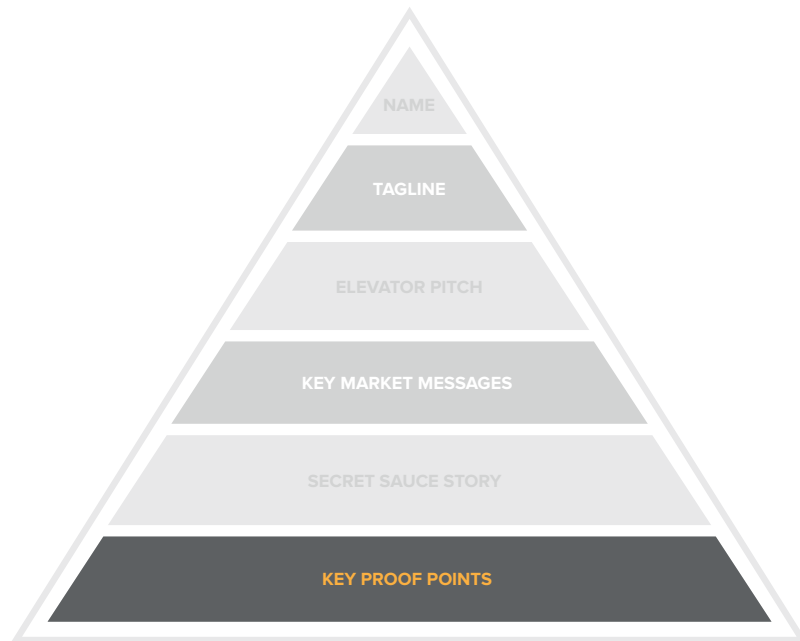 NAME
TAGLINE
ELEVATOR PITCH
KEY MARKET MESSAGES
SECRET SAUCE STORY
KEY PROOF POINTS